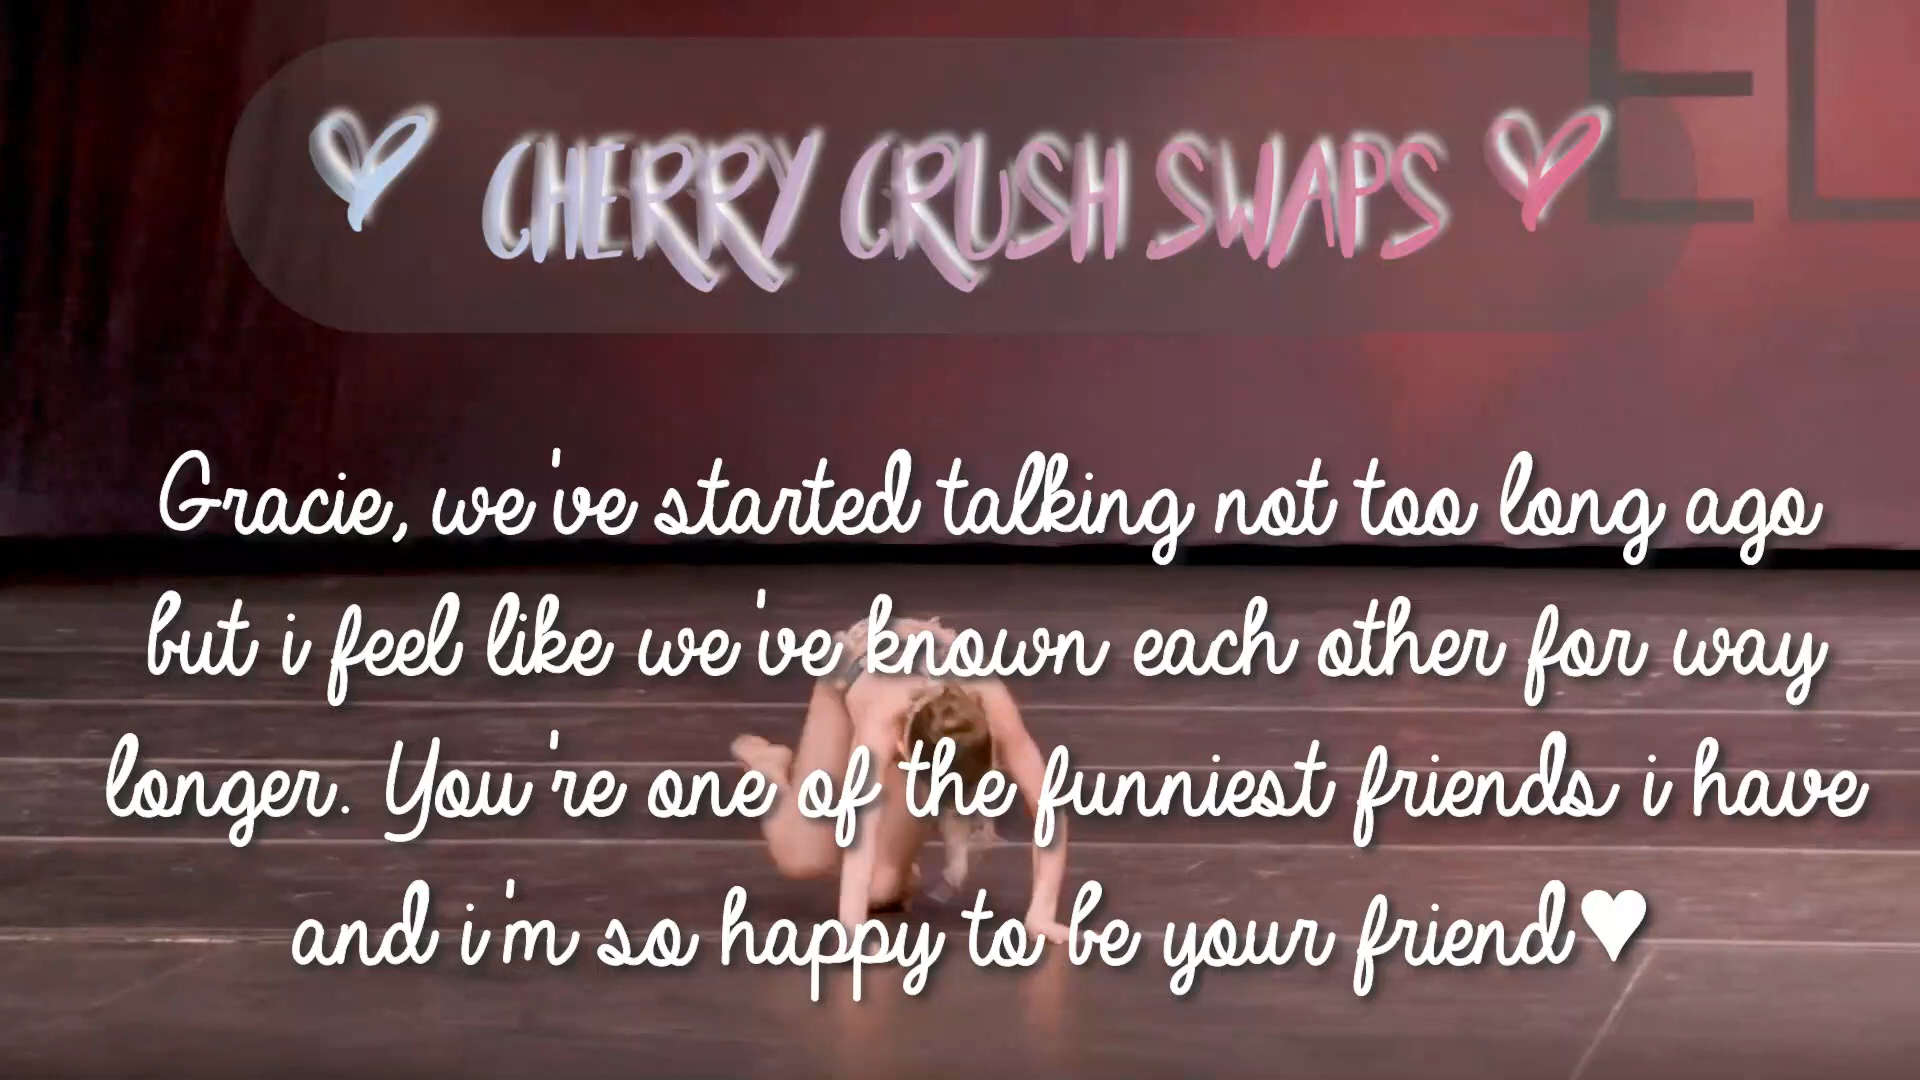 ♡ CHERRY CRUSH SWAPS ♡
EL
Gracie, we've started talking not too long ago
but i feel like we've known each other for way
longer. You're one of the funniest friends i have
and i'm so happy to be your friend♥